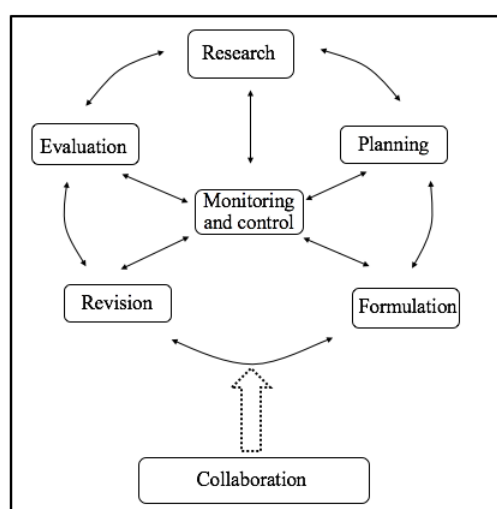 Research
Evaluation
Planning
Monitoring
and control
Revision
Formulation
Collaboration